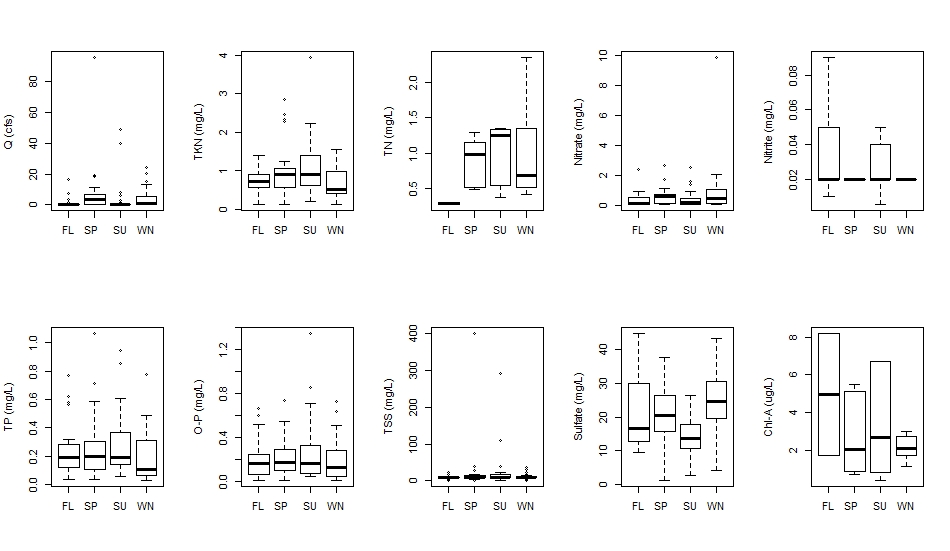 Q (cfs)
0 20 40 60 80
FL SP SU WN
TKN (mg/L)
0 1 2 3 4
FL SP SU WN
TN (mg/L)
0.5 1.0 1.5 2.0
FL SP SU WN
Nitrate (mg/L)
0 2 4 6 8 10
FL SP SU WN
Nitrite (mg/L)
0.02 0.04 0.06 0.08
FL SP SU WN
TP (mg/L)
0.0 0.2 0.4 0.6 0.8 1.0
FL SP SU WN
O-P (mg/L)
0.0 0.4 0.8 1.2
FL SP SU WN
TSS (mg/L)
0 100 200 300 400
FL SP SU WN
Sulfate (mg/L)
0 10 20 30 40
FL SP SU WN
Chl-A (ug/L)
2 4 6 8
FL SP SU WN